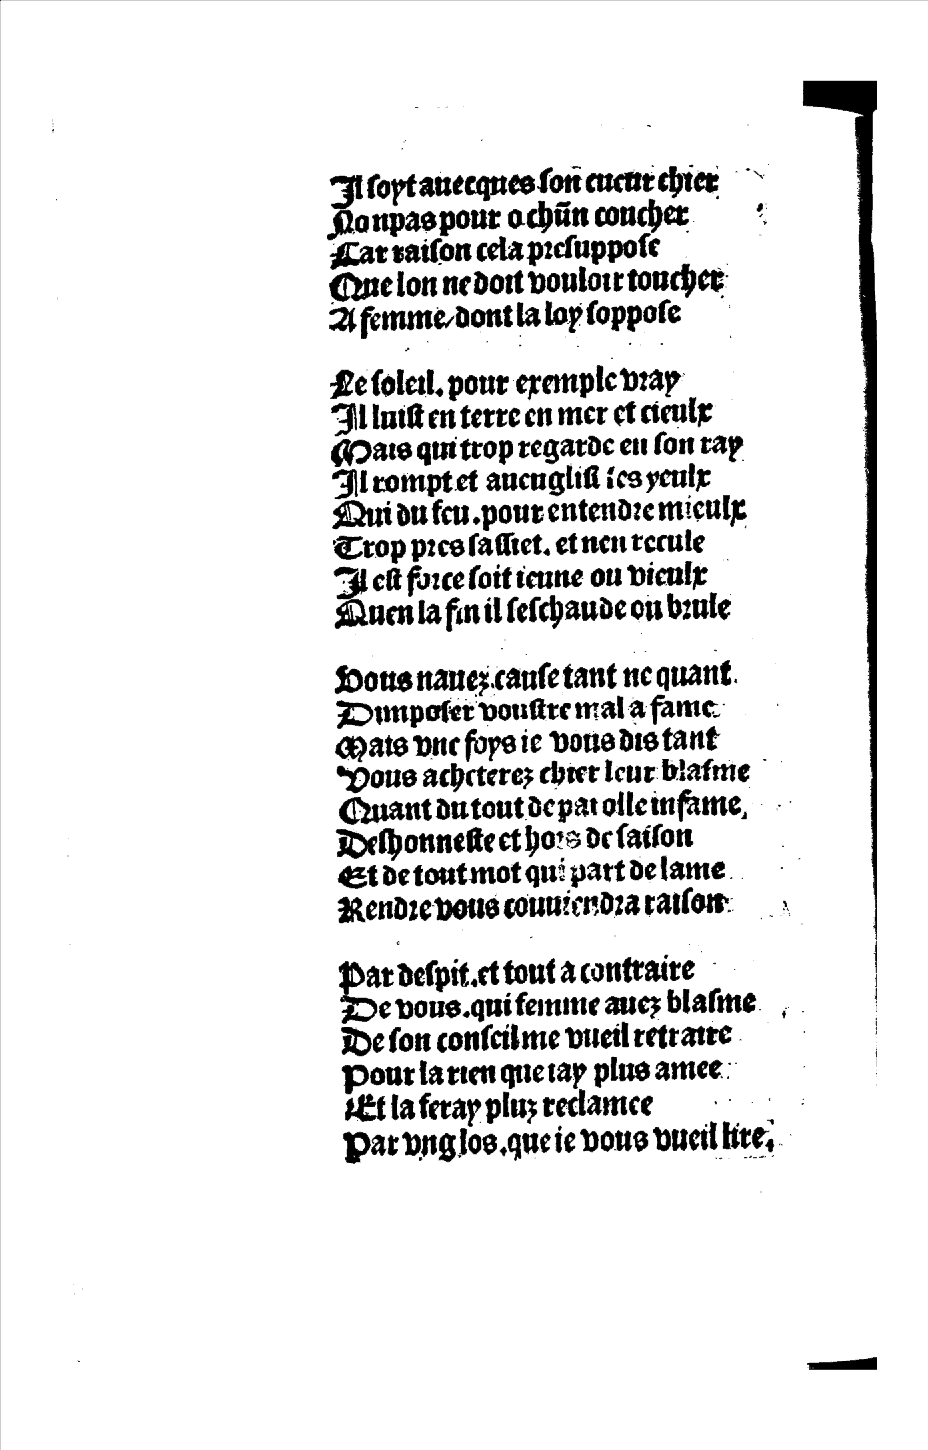 Il soyt auecques son cueur chier
Nonpas pour o chūn coucher
Car raison cela presuppose
Que lon ne doit vouloir toucher
A femme/dont la loy soppose
Le soleil. pour exemple vray
Il luist en terre en mer et cieulx
Mais qui trop regarde en son ray
Il rompt et aueuglist ses yeulx
Qui du feu. pour entendre mieulx
Trop pres sassiet. et nen recule
Il est force soit ieune ou vieulx
Quen la fin il seschaude ou brule
Vous nauez cause tant ne quant
Dimposer voustre mal a fame
Mais vne foys ie vous dis tant
Vous acheterez chier leur blasme
Quant du tout de parolle infame,
Deshonneste et hors de saison
Et de tout mot qui part de lame
Rendre vous conuiendra raison
Par despit. et tout a contraire
De vous. qui femme auez blasme
De son conseil me vueil retraire
Pour la rien que iay plus amee
Et la feray pluz reclamee
Par vng los. que ie vous vueil lire,